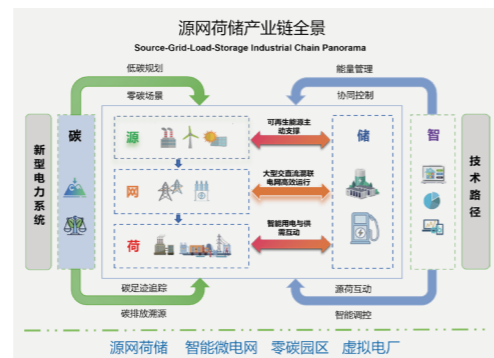 源网荷储产业链全景
Source-Grid-Load-Storage Industrial Chain Panorama
低碳规划
零碳场景
能量管理
协同控制
新型电力系统
碳
源
网
荷
可再生能源主
动支撑
大型交直流混联
电网高效运行
智能用电与供
需互动
储
智
技术路径
碳足迹追踪
碳排放溯源
源荷互动
智能调控
源网荷储 智能微电网 零碳园区 虚拟电厂